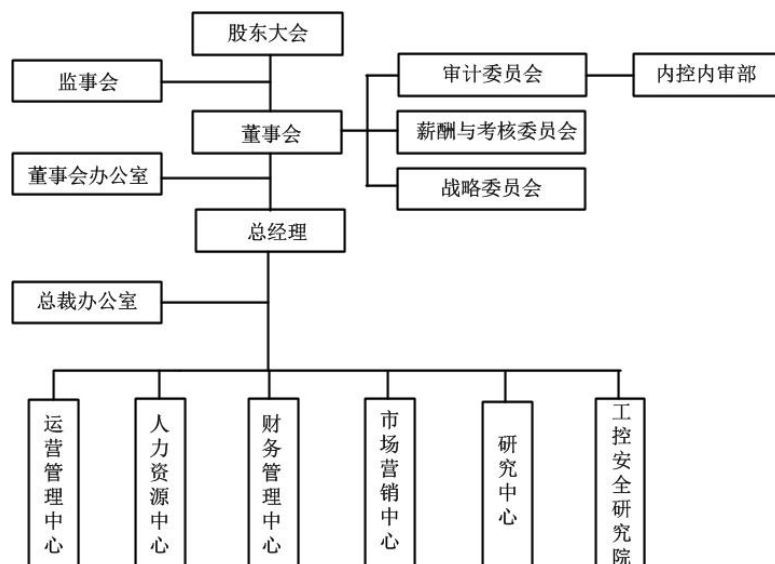 股东大会
监事会
审计委员会
内控内审部
董事会
薪酬与考核委员会
董事会办公室
战略委员会
总经理
总裁办公室
运营管理中心
人力资源中心
财务管理中心
市场营销中心
研究中心
工控安全研究院